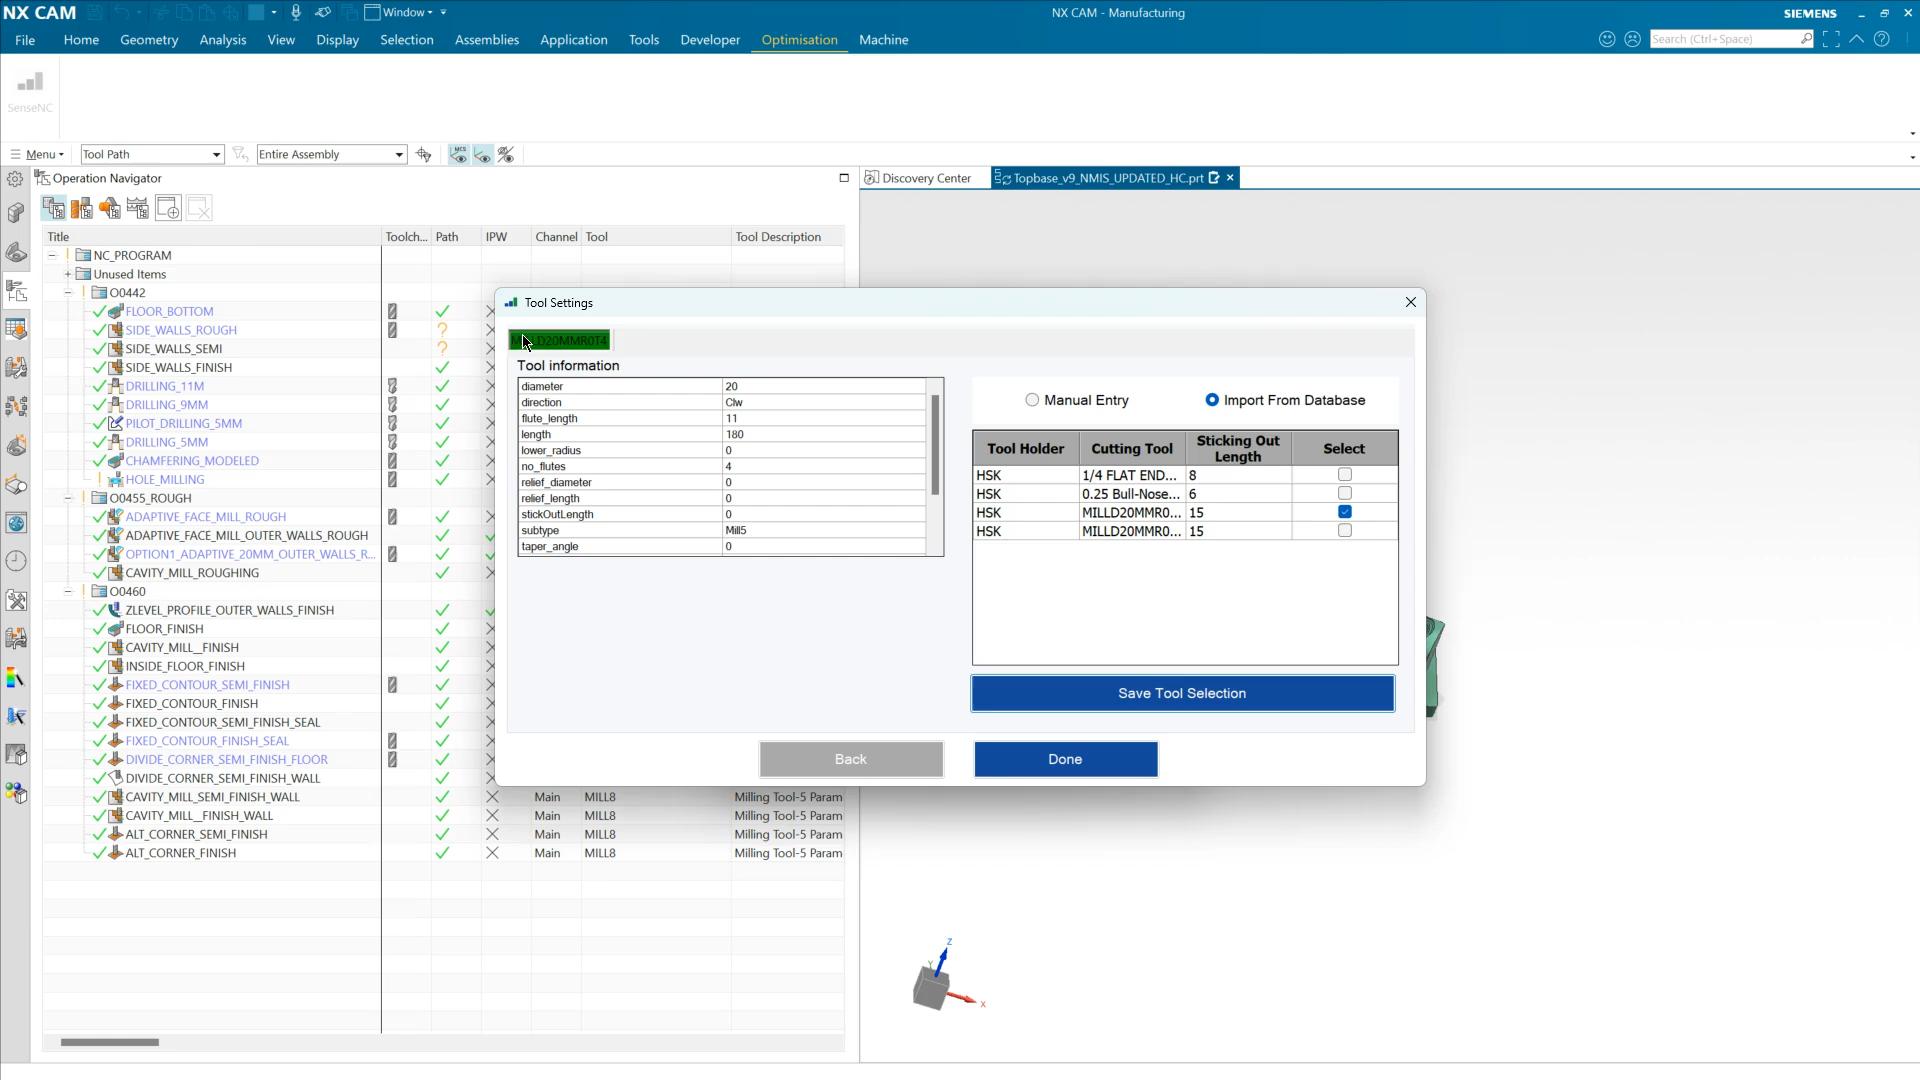 NX CAM
Window
NX CAM - Manufacturing
SIEMENS
File
Home
Geometry
Analysis
View
Display
Selection
Assemblies
Application
Tools
Developer
Optimisation
Machine
Search (Ctrl+Space)
SenseNC
Menu
Tool Path
Entire Assembly
MCS
Operation Navigator
Discovery Center
Topbase_v9_NMIS_UPDATED_HC.prt
Title Toolch... Path IPW Channel Tool Tool Description
NC_PROGRAM
Unused Items
O0442
FLOOR_BOTTOM
SIDE_WALLS_ROUGH
SIDE_WALLS_SEMI
SIDE_WALLS_FINISH
DRILLING_11M
DRILLING_9MM
PILOT_DRILLING_5MM
DRILLING_5MM
CHAMFERING_MODELED
HOLE_MILLING
O0455_ROUGH
ADAPTIVE_FACE_MILL_ROUGH
ADAPTIVE_FACE_MILL_OUTER_WALLS_ROUGH
OPTION1_ADAPTIVE_20MM_OUTER_WALLS_R...
CAVITY_MILL_ROUGHING
O0460
ZLEVEL_PROFILE_OUTER_WALLS_FINISH
FLOOR_FINISH
CAVITY_MILL__FINISH
INSIDE_FLOOR_FINISH
FIXED_CONTOUR_SEMI_FINISH
FIXED_CONTOUR_FINISH
FIXED_CONTOUR_SEMI_FINISH_SEAL
FIXED_CONTOUR_FINISH_SEAL
DIVIDE_CORNER_SEMI_FINISH_FLOOR
DIVIDE_CORNER_SEMI_FINISH_WALL
CAVITY_MILL_SEMI_FINISH_WALL Main MILL8 Milling Tool-5 Param
CAVITY_MILL__FINISH_WALL Main MILL8 Milling Tool-5 Param
ALT_CORNER_SEMI_FINISH Main MILL8 Milling Tool-5 Param
ALT_CORNER_FINISH Main MILL8 Milling Tool-5 Param
Tool Settings
Tool information
diameter 20
direction Clw
flute_length 11
length 180
lower_radius 0
no_flutes 4
relief_diameter 0
relief_length 0
stickOutLength 0
subtype Mill5
taper_angle 0
Manual Entry
Import From Database
Tool Holder Cutting Tool Sticking Out Length Select
HSK 1/4 FLAT END... 8
HSK 0.25 Bull-Nose... 6
HSK MILLD20MMR0... 15
HSK MILLD20MMR0... 15
Save Tool Selection
Back
Done
Z
Y
X